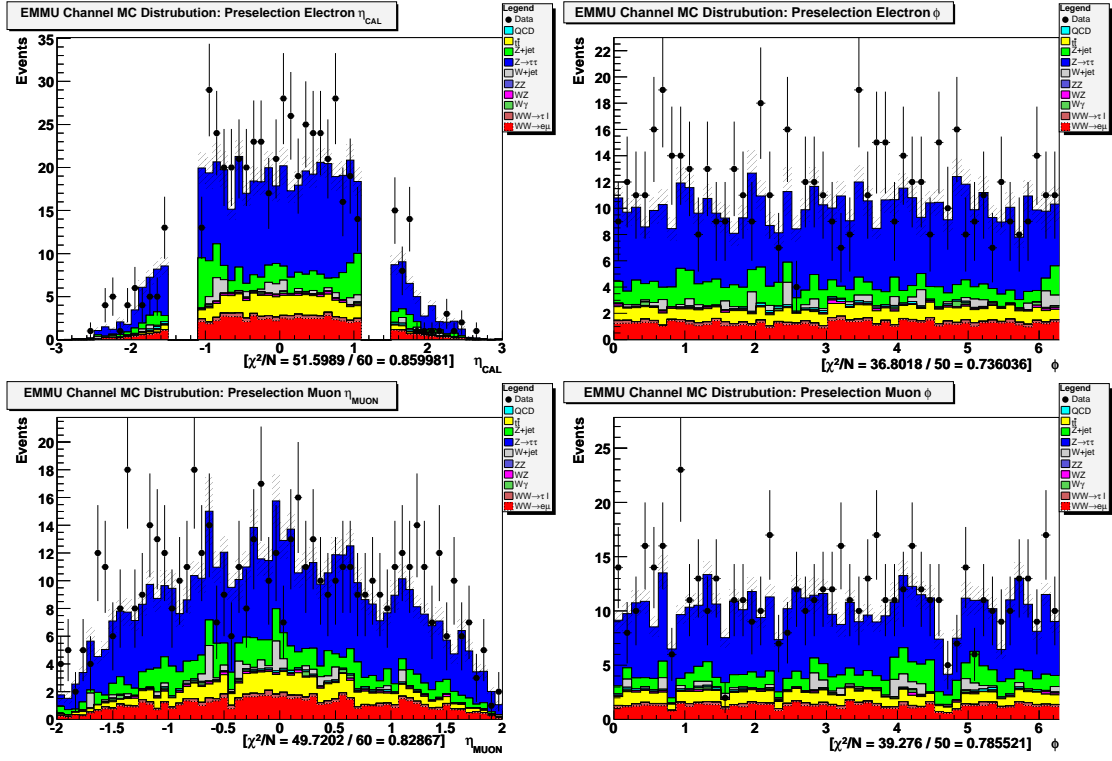 EMMU Channel MC Distrubution: Preselection Electron η_CAL
Legend
Data
QCD
tt̄
Z+jet
Z→ττ
W+jet
ZZ
WZ
Wγ
WW→τ l
WW→eμ
Events
35
30
25
20
15
10
5
0
-3 -2 -1 0 1 2 3
[χ²/N = 51.5989 / 60 = 0.859981]
η_CAL
EMMU Channel MC Distrubution: Preselection Electron ϕ
Legend
Data
QCD
tt̄
Z+jet
Z→ττ
W+jet
ZZ
WZ
Wγ
WW→τ l
WW→eμ
Events
22
20
18
16
14
12
10
8
6
4
2
0
0 1 2 3 4 5 6
[χ²/N = 36.8018 / 50 = 0.736036]
ϕ
EMMU Channel MC Distrubution: Preselection Muon η_MUON
Legend
Data
QCD
tt̄
Z+jet
Z→ττ
W+jet
ZZ
WZ
Wγ
WW→τ l
WW→eμ
Events
20
18
16
14
12
10
8
6
4
2
0
-2 -1.5 -1 -0.5 0 0.5 1 1.5 2
[χ²/N = 49.7202 / 60 = 0.82867]
η_MUON
EMMU Channel MC Distrubution: Preselection Muon ϕ
Legend
Data
QCD
tt̄
Z+jet
Z→ττ
W+jet
ZZ
WZ
Wγ
WW→τ l
WW→eμ
Events
25
20
15
10
5
0
0 1 2 3 4 5 6
[χ²/N = 39.276 / 50 = 0.785521]
ϕ